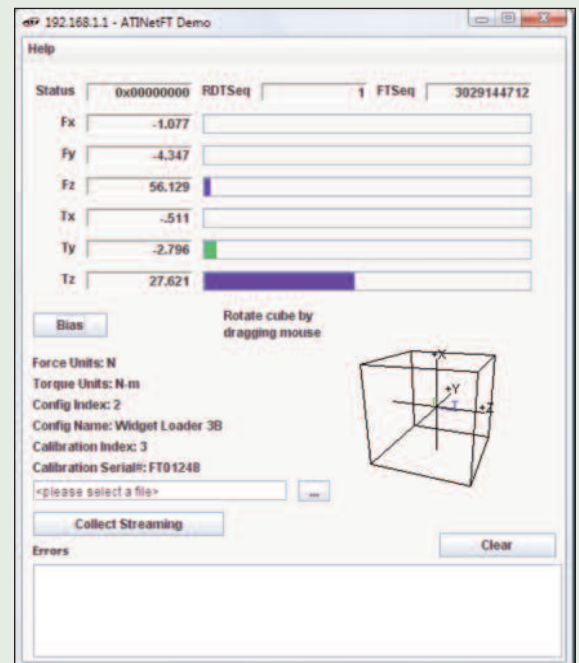 192.168.1.1 - ATINetFT Demo
Help
Status 0x00000000 RDTSeq 1 FTSeq 3029144712
Fx -1.077
Fy -4.347
Fz 56.129
Tx -.511
Ty -2.796
Tz 27.621
Bias
Rotate cube by
dragging mouse
Force Units: N
Torque Units: N-m
Config Index: 2
Config Name: Widget Loader 3B
Calibration Index: 3
Calibration Serial#: FT01248
<please select a file>
...
Collect Streaming
+X
+Y
+Z
Clear
Errors